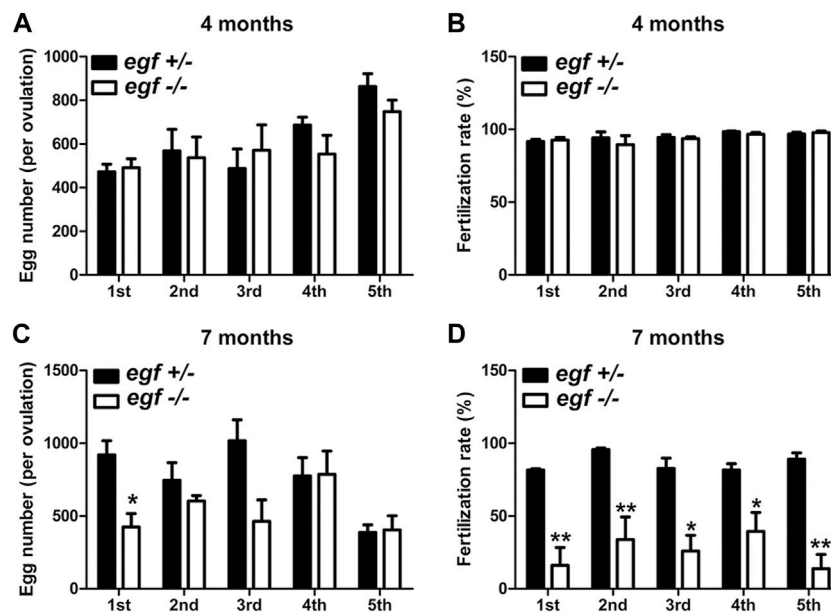 A
4 months
Egg number (per ovulation)
1000
800
600
400
200
0
egf +/-
egf -/-
1st 2nd 3rd 4th 5th
B
4 months
Fertilization rate (%)
150
100
50
0
egf +/-
egf -/-
1st 2nd 3rd 4th 5th
C
7 months
Egg number (per ovulation)
1500
1000
500
0
egf +/-
egf -/-
*
1st 2nd 3rd 4th 5th
D
7 months
Fertilization rate (%)
150
100
50
0
egf +/-
egf -/-
** ** * * **
1st 2nd 3rd 4th 5th